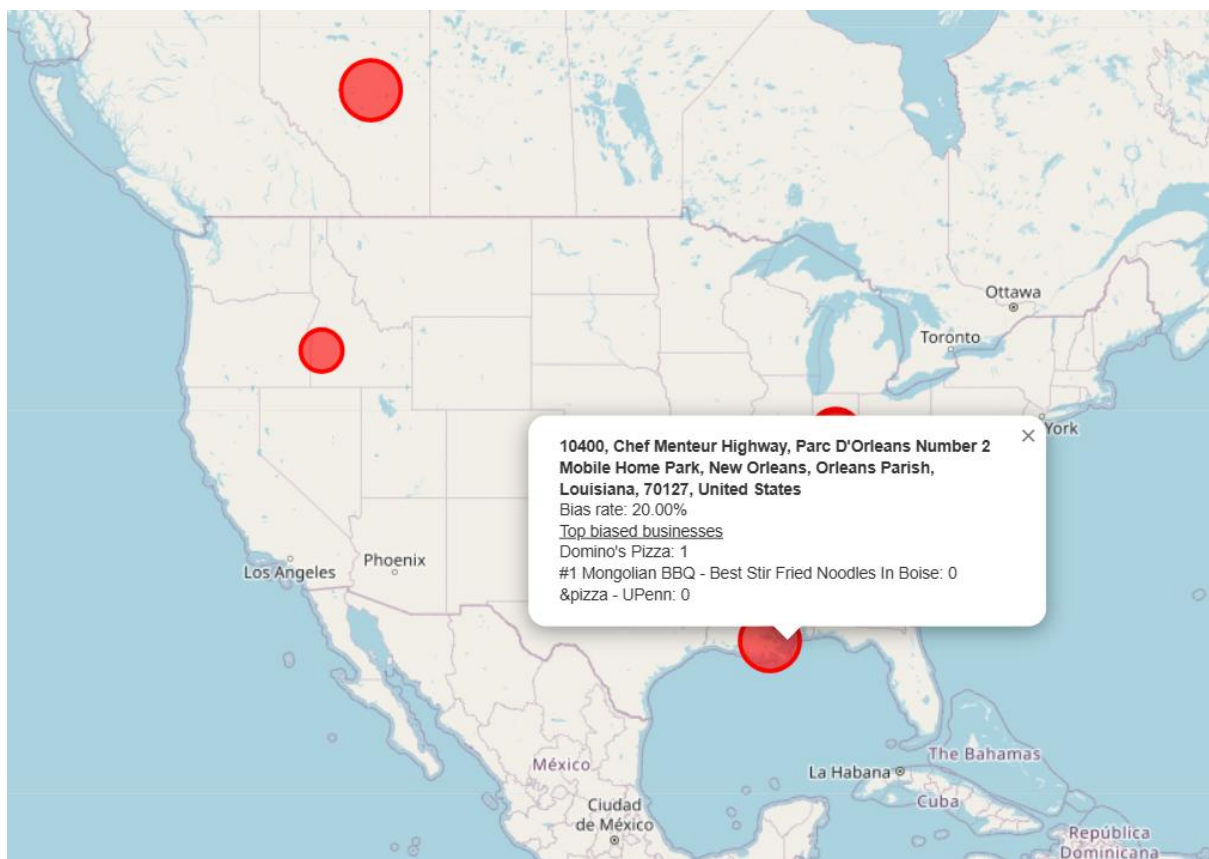 Ottawa
Toronto
York
×
10400, Chef Menteur Highway, Parc D'Orleans Number 2
Mobile Home Park, New Orleans, Orleans Parish,
Louisiana, 70127, United States
Bias rate: 20.00%
Top biased businesses
Domino's Pizza: 1
#1 Mongolian BBQ - Best Stir Fried Noodles In Boise: 0
&pizza - UPenn: 0
Los Angeles
Phoenix
México
Ciudad
de México
The Bahamas
La Habana
Cuba
República
Dominicana